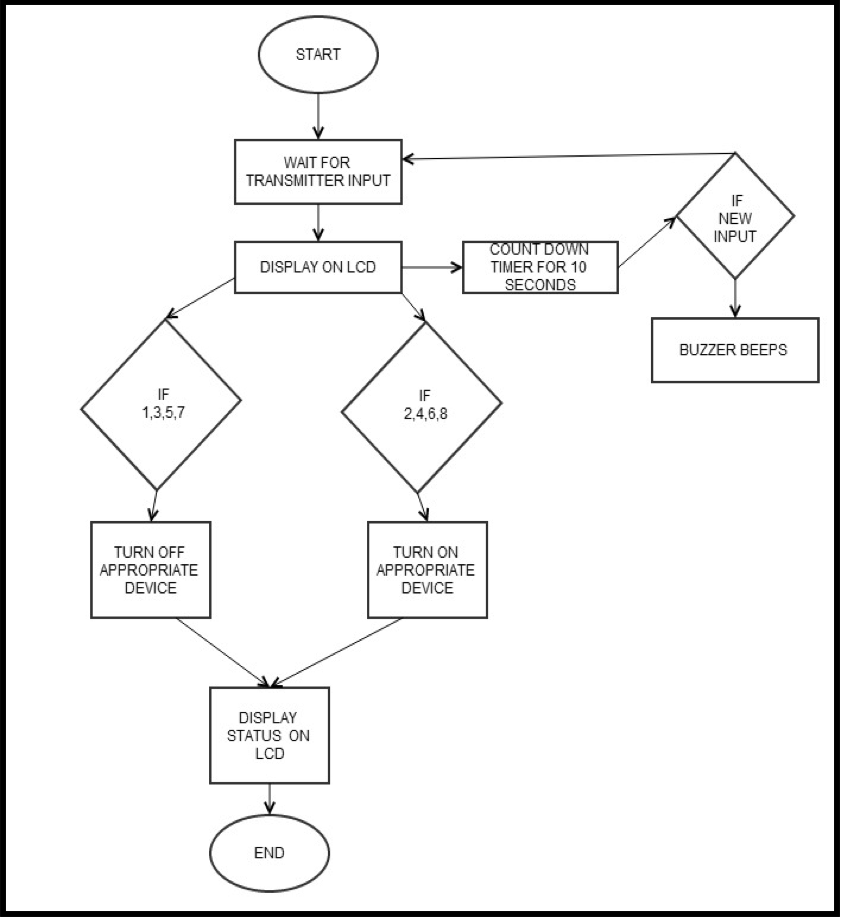 START
WAIT FOR
TRANSMITTER INPUT
DISPLAY ON LCD
COUNT DOWN
TIMER FOR 10
SECONDS
IF
NEW
INPUT
BUZZER BEEPS
IF
1,3,5,7
IF
2,4,6,8
TURN OFF
APPROPRIATE
DEVICE
TURN ON
APPROPRIATE
DEVICE
DISPLAY
STATUS ON
LCD
END